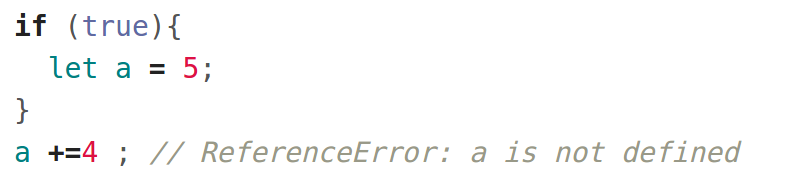 if (true){
  let a = 5;
}
a +=4 ; // ReferenceError: a is not defined